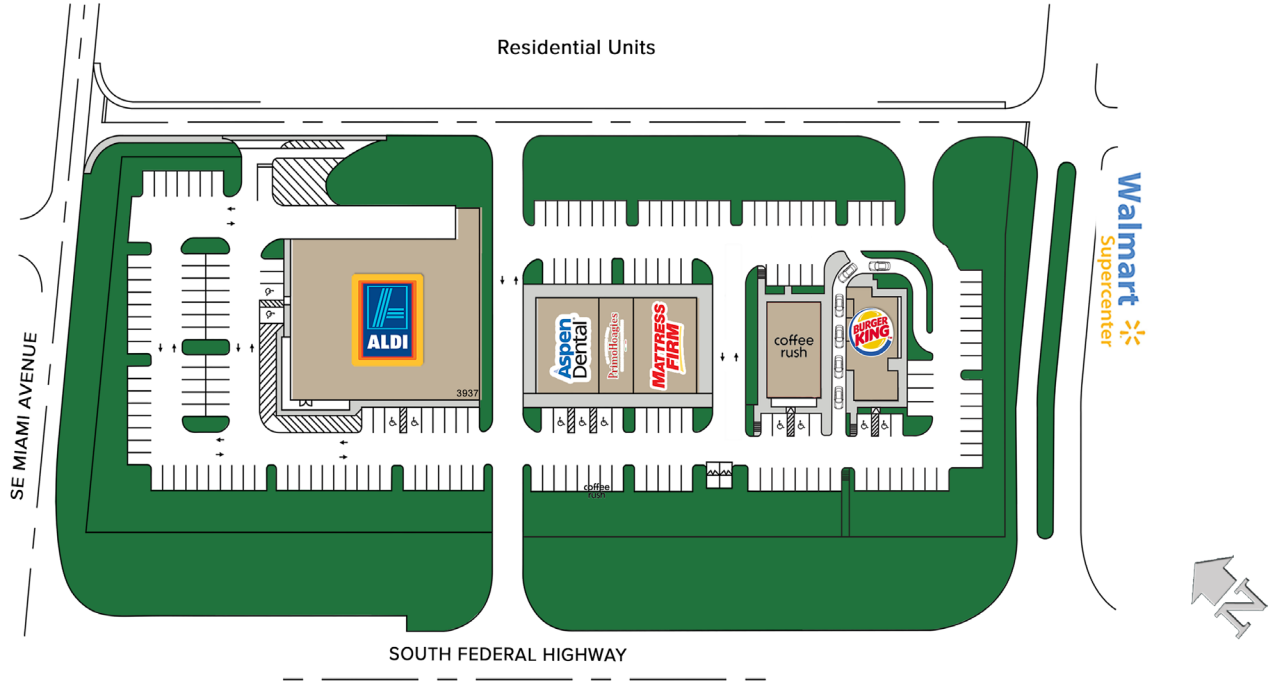 Residential Units
Walmart
Supercenter
SE MIAMI AVENUE
ALDI
3937
Aspen
Dental
PrimoHoagies
MATTRESS
FIRM
coffee
rush
BURGER
KING
coffee
rush
SOUTH FEDERAL HIGHWAY
N